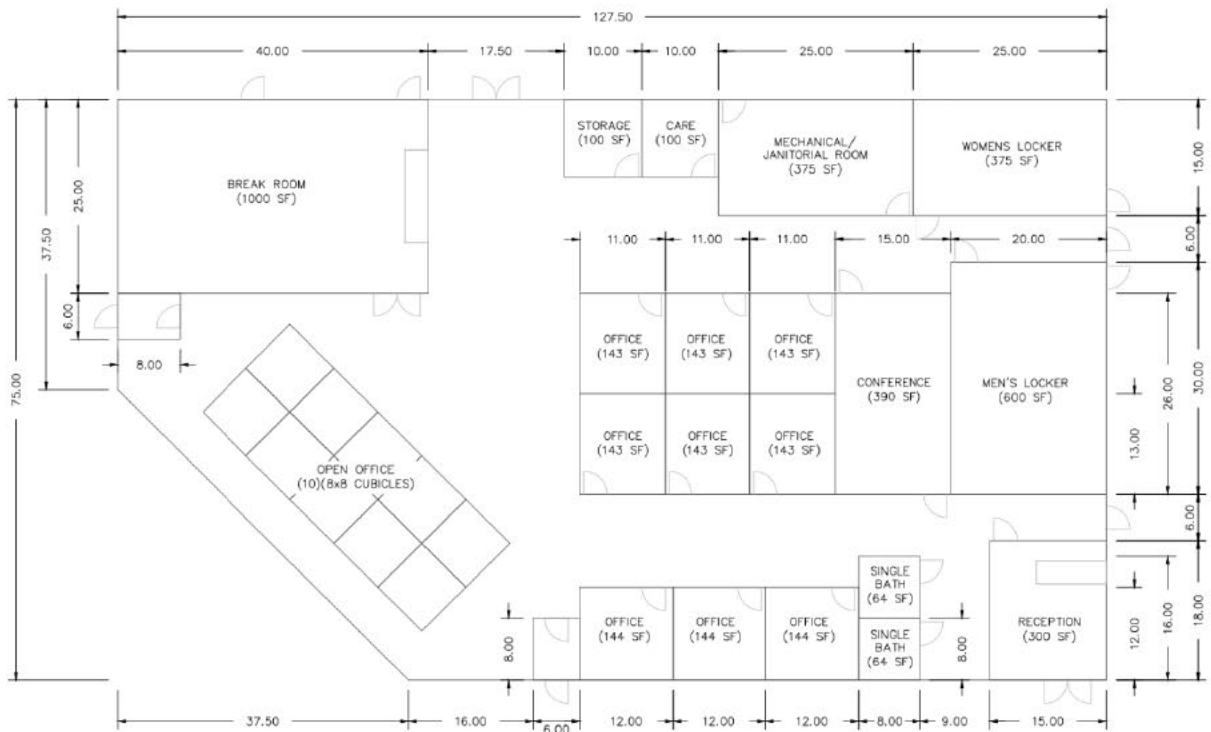 127.50
40.00
17.50
10.00
10.00
25.00
25.00
STORAGE
(100 SF)
CARE
(100 SF)
MECHANICAL/
JANITORIAL ROOM
(375 SF)
WOMENS LOCKER
(375 SF)
15.00
BREAK ROOM
(1000 SF)
25.00
37.50
75.00
11.00
11.00
11.00
15.00
20.00
6.00
6.00
8.00
OFFICE
(143 SF)
OFFICE
(143 SF)
OFFICE
(143 SF)
CONFERENCE
(390 SF)
MEN'S LOCKER
(600 SF)
26.00
30.00
13.00
OFFICE
(143 SF)
OFFICE
(143 SF)
OFFICE
(143 SF)
OPEN OFFICE
(10)(8x8 CUBICLES)
6.00
SINGLE
BATH
(64 SF)
OFFICE
(144 SF)
OFFICE
(144 SF)
OFFICE
(144 SF)
SINGLE
BATH
(64 SF)
RECEPTION
(300 SF)
8.00
8.00
12.00
16.00
18.00
37.50
16.00
6.00
12.00
12.00
12.00
8.00
9.00
15.00